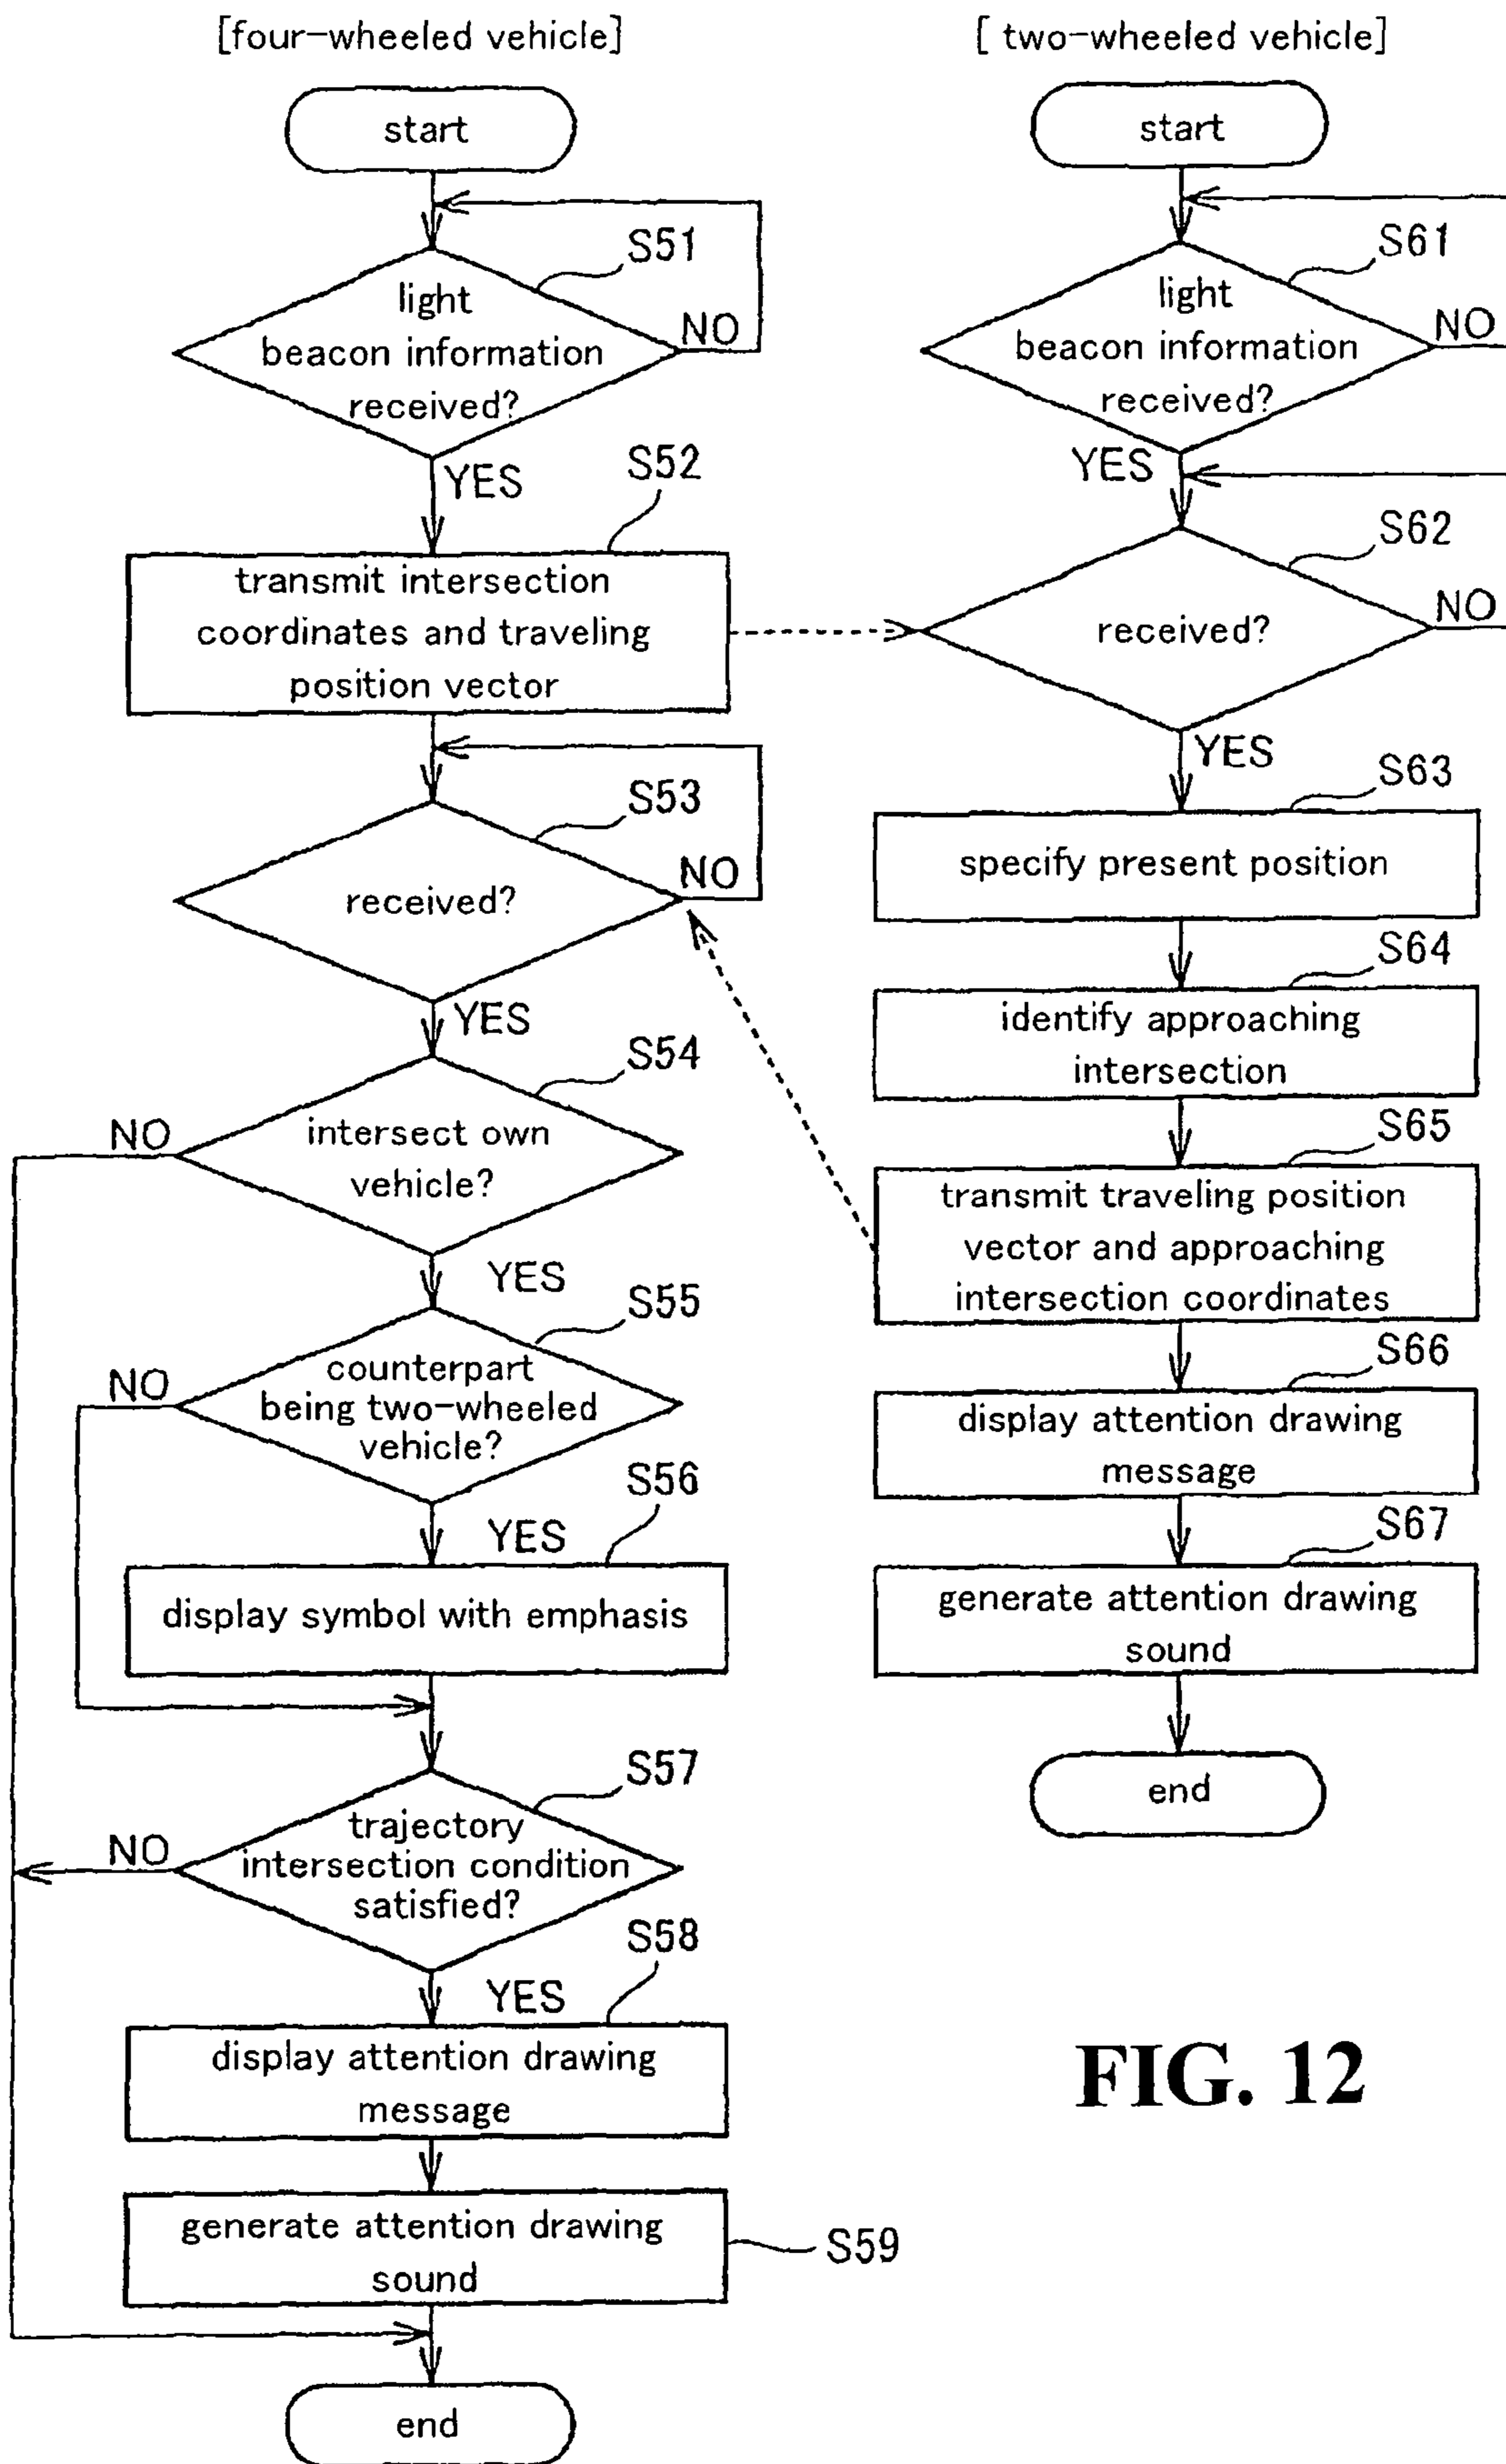 [four-wheeled vehicle]
start
S51
light
beacon information
received?
NO
YES
S52
transmit intersection
coordinates and traveling
position vector
S53
received?
NO
YES
S54
intersect own
vehicle?
NO
YES
S55
counterpart
being two-wheeled
vehicle?
NO
YES
S56
display symbol with emphasis
S57
trajectory
intersection condition
satisfied?
NO
YES
S58
display attention drawing
message
generate attention drawing
sound
S59
end
[ two-wheeled vehicle]
start
S61
light
beacon information
received?
NO
YES
S62
received?
NO
YES
S63
specify present position
S64
identify approaching
intersection
S65
transmit traveling position
vector and approaching
intersection coordinates
S66
display attention drawing
message
S67
generate attention drawing
sound
end
FIG. 12